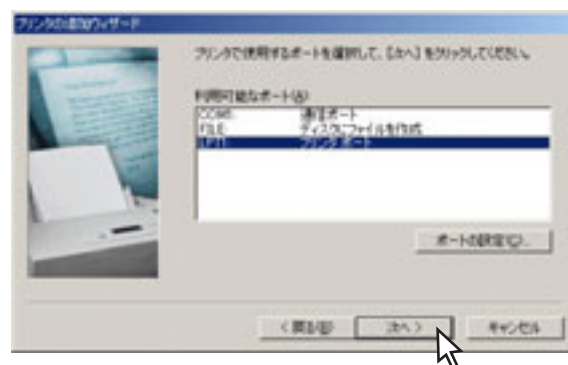 プリンタの追加ウィザード
プリンタで使用するポートを選択して、[次へ] をクリックしてください。
利用可能なポート(A):
通信ポート
FILE: ディスクにファイルを作成
LPT1: プリンタ ポート
ポートの設定(C)...
< 戻る(B)
次へ >
キャンセル